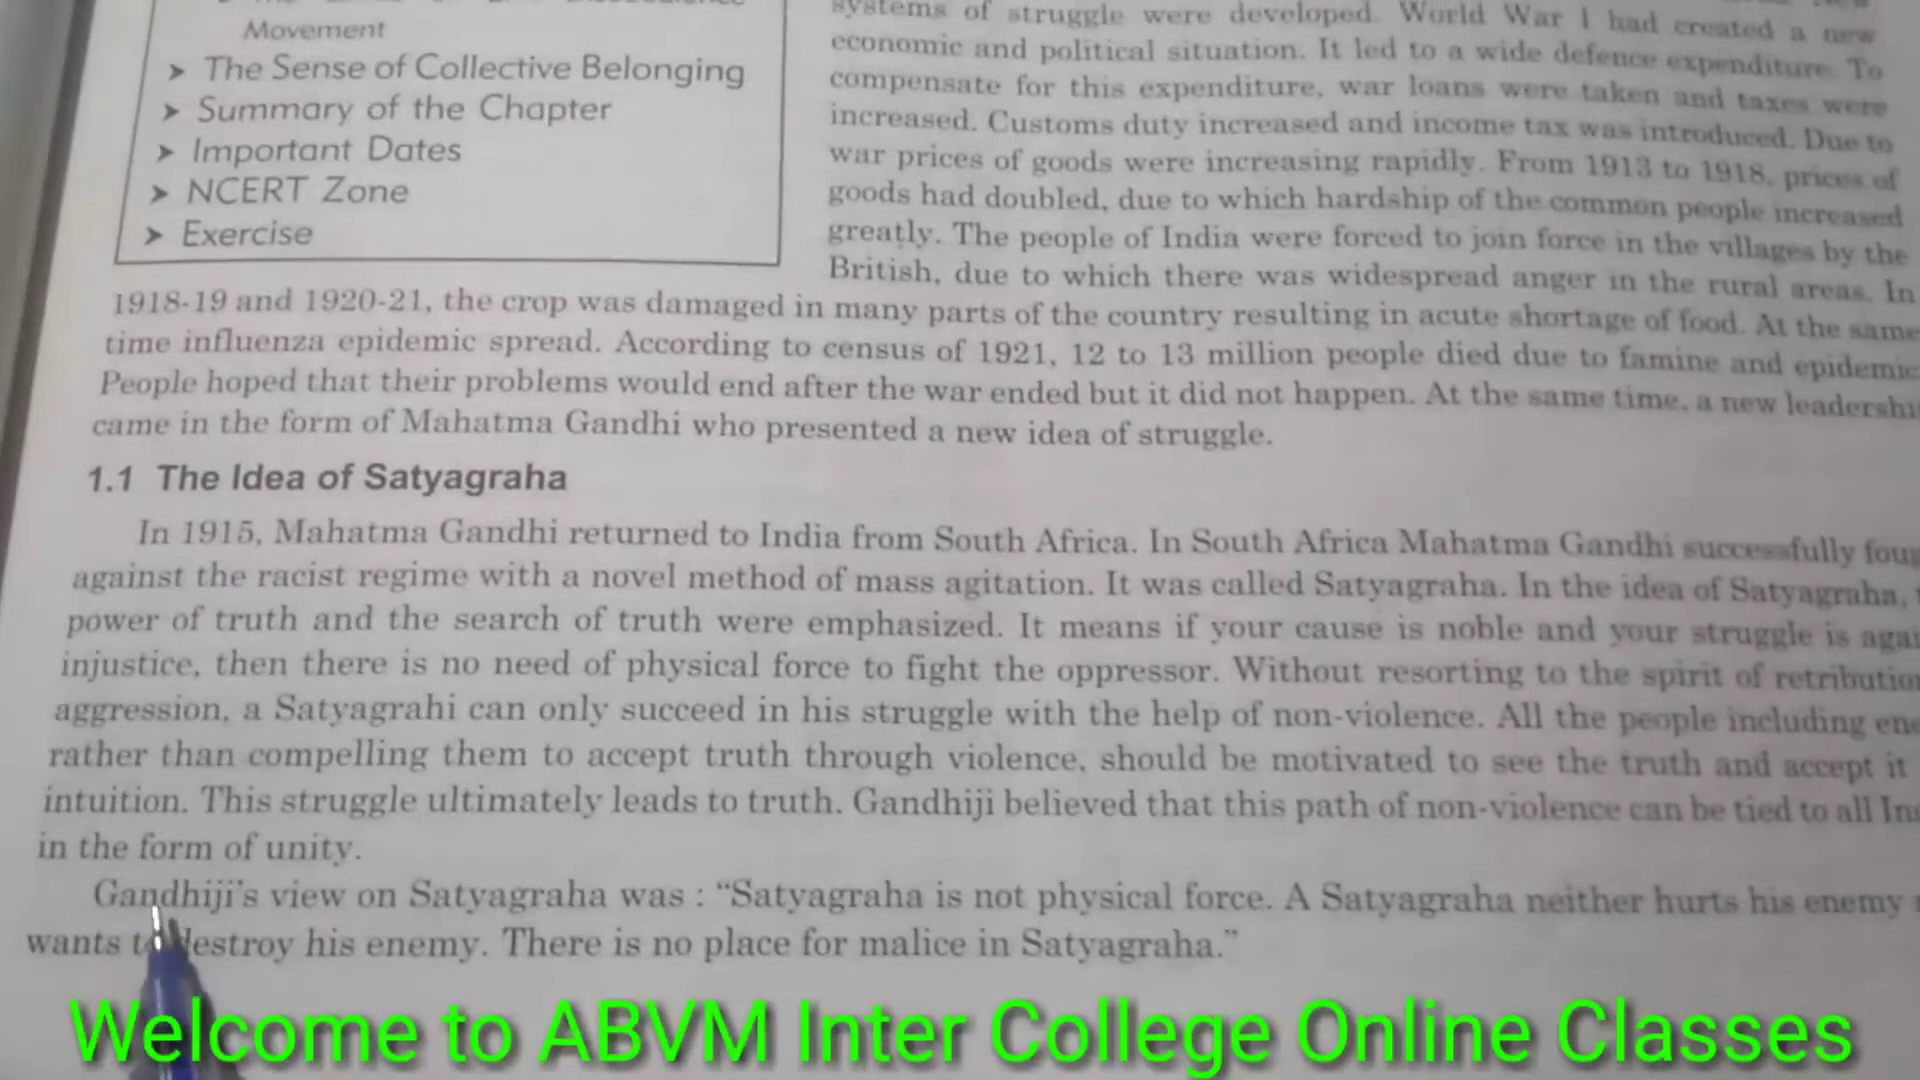 Movement
➤ The Sense of Collective Belonging
➤ Summary of the Chapter
➤ Important Dates
➤ NCERT Zone
➤ Exercise
systems of struggle were developed. World War I had created a new
economic and political situation. It led to a wide defence expenditure. To
compensate for this expenditure, war loans were taken and taxes were
increased. Customs duty increased and income tax was introduced. Due to
war prices of goods were increasing rapidly. From 1913 to 1918, prices of
goods had doubled, due to which hardship of the common people increased
greatly. The people of India were forced to join force in the villages by the
British, due to which there was widespread anger in the rural areas. In
1918-19 and 1920-21, the crop was damaged in many parts of the country resulting in acute shortage of food. At the same
time influenza epidemic spread. According to census of 1921, 12 to 13 million people died due to famine and epidemic
People hoped that their problems would end after the war ended but it did not happen. At the same time, a new leadershi
came in the form of Mahatma Gandhi who presented a new idea of struggle.
1.1 The Idea of Satyagraha
In 1915, Mahatma Gandhi returned to India from South Africa. In South Africa Mahatma Gandhi successfully foug
against the racist regime with a novel method of mass agitation. It was called Satyagraha. In the idea of Satyagraha,
power of truth and the search of truth were emphasized. It means if your cause is noble and your struggle is agai
injustice, then there is no need of physical force to fight the oppressor. Without resorting to the spirit of retribution
aggression, a Satyagrahi can only succeed in his struggle with the help of non-violence. All the people including ene
rather than compelling them to accept truth through violence, should be motivated to see the truth and accept it
intuition. This struggle ultimately leads to truth. Gandhiji believed that this path of non-violence can be tied to all In
in the form of unity.
Gandhiji's view on Satyagraha was : “Satyagraha is not physical force. A Satyagraha neither hurts his enemy
wants to destroy his enemy. There is no place for malice in Satyagraha.”
Welcome to ABVM Inter College Online Classes